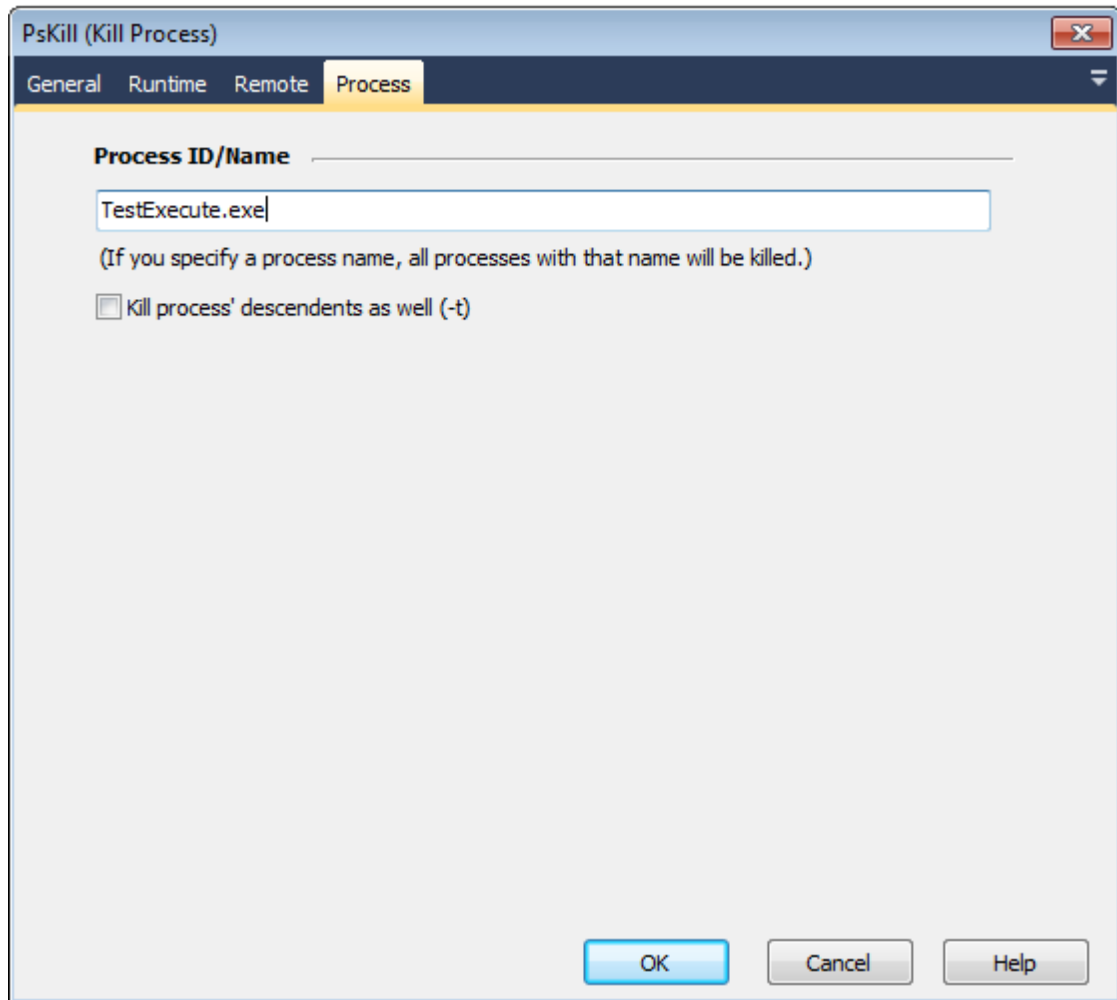 PsKill (Kill Process)
General Runtime Remote Process
Process ID/Name
TestExecute.exe
(If you specify a process name, all processes with that name will be killed.)
Kill process' descendents as well (-t)
OK Cancel Help